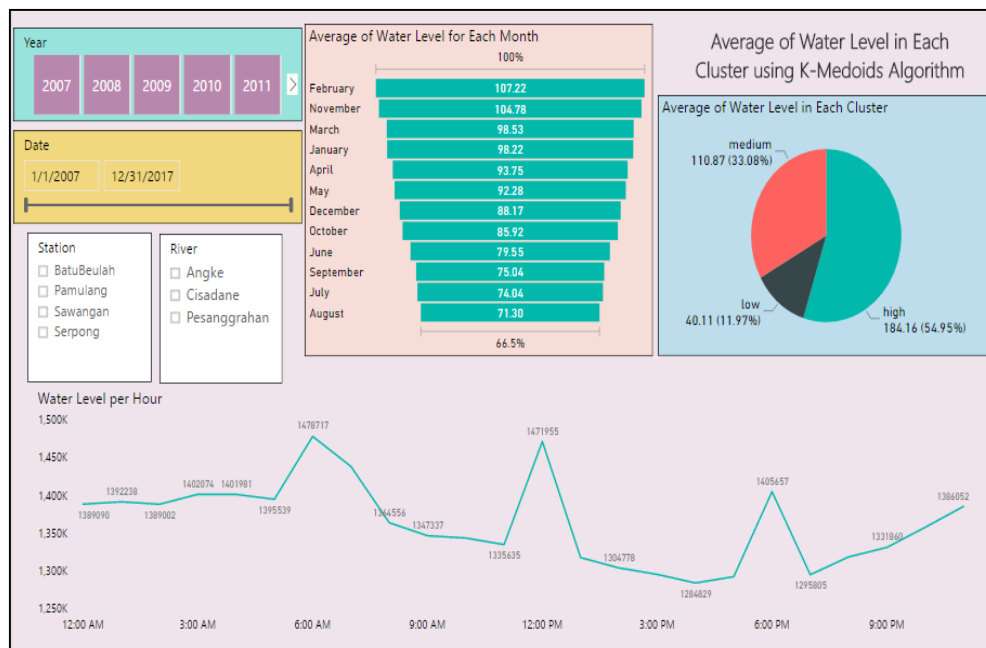 Year
2007 2008 2009 2010 2011
Date
1/1/2007 12/31/2017
Station
BatuBeulah
Pamulang
Sawangan
Serpong
River
Angke
Cisadane
Pesanggrahan
Average of Water Level for Each Month
100%
February 107.22
November 104.78
March 98.53
January 98.22
April 93.75
May 92.28
December 88.17
October 85.92
June 79.55
September 75.04
July 74.04
August 71.30
66.5%
Average of Water Level in Each
Cluster using K-Medoids Algorithm
Average of Water Level in Each Cluster
medium
110.87 (33.08%)
low
40.11 (11.97%)
high
184.16 (54.95%)
Water Level per Hour
1,500K
1,450K
1,400K
1,350K
1,300K
1,250K
1389090
1392238
1389002
1402074
1401981
1395539
1478717
1364556
1347337
1335635
1471955
1304778
1284829
1405657
1295805
1331860
1386052
12:00 AM 3:00 AM 6:00 AM 9:00 AM 12:00 PM 3:00 PM 6:00 PM 9:00 PM